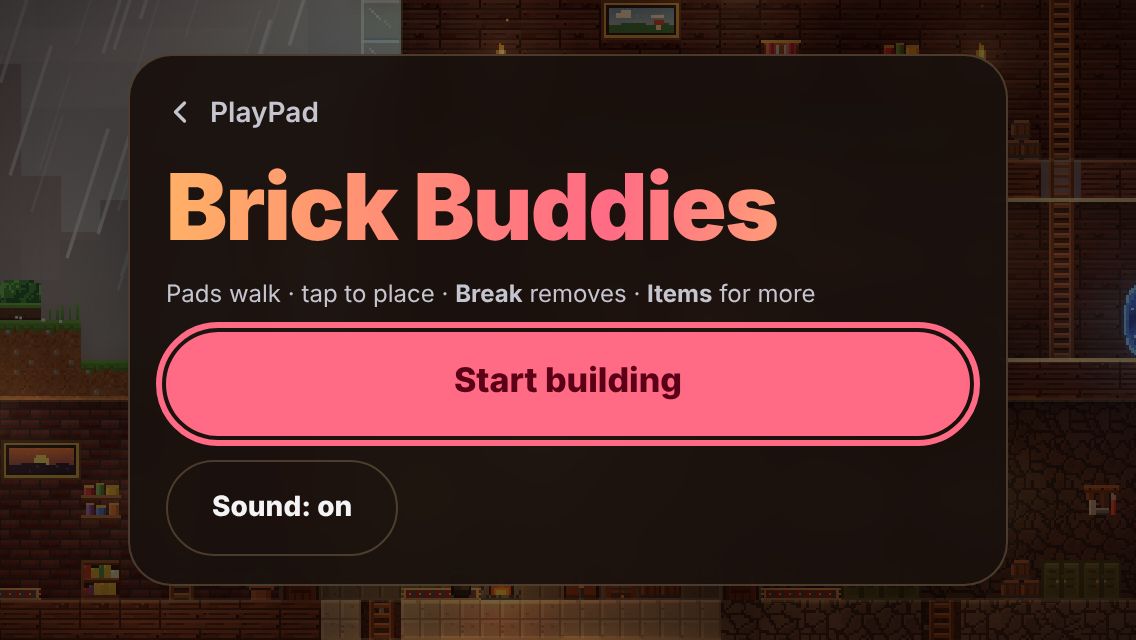 PlayPad
Brick Buddies
Pads walk · tap to place · Break removes · Items for more
Start building
Sound: on